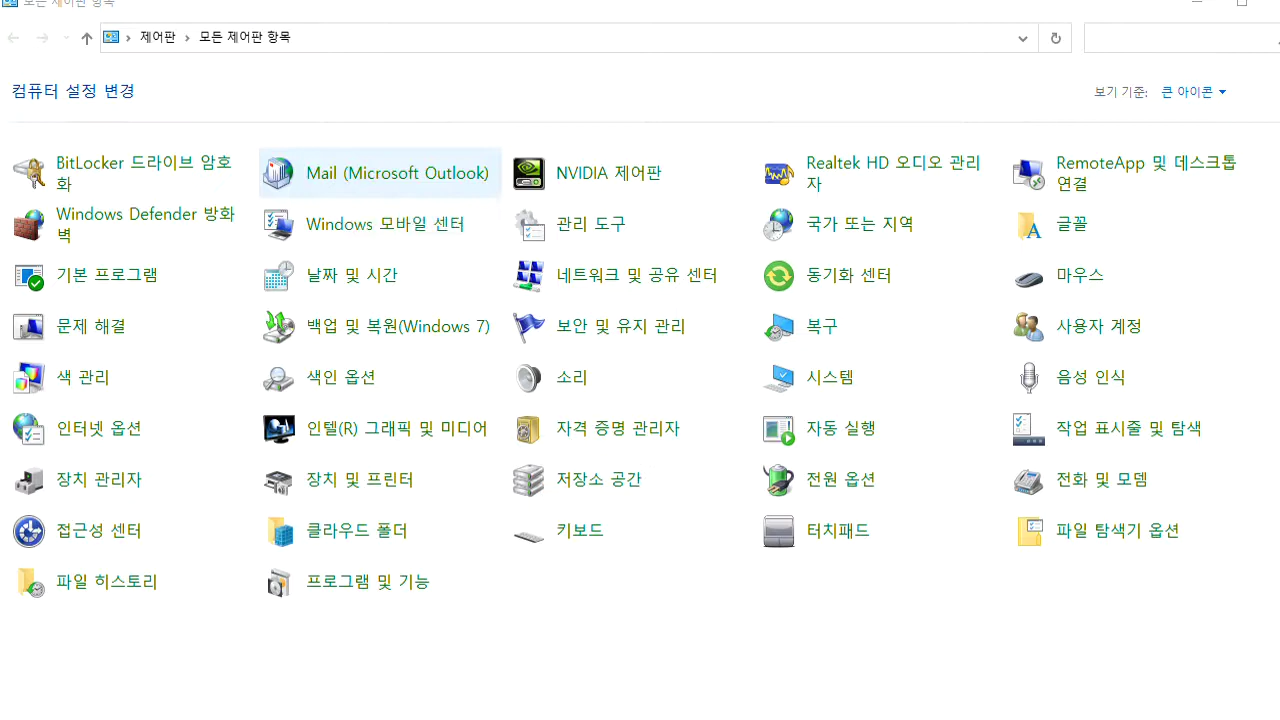 모든 제어판 항목
제어판 › 모든 제어판 항목
컴퓨터 설정 변경
보기 기준: 큰 아이콘
BitLocker 드라이브 암호
화
Mail (Microsoft Outlook)
NVIDIA 제어판
Realtek HD 오디오 관리
자
RemoteApp 및 데스크톱
연결
Windows Defender 방화
벽
Windows 모바일 센터
관리 도구
국가 또는 지역
글꼴
기본 프로그램
날짜 및 시간
네트워크 및 공유 센터
동기화 센터
마우스
문제 해결
백업 및 복원(Windows 7)
보안 및 유지 관리
복구
사용자 계정
색 관리
색인 옵션
소리
시스템
음성 인식
인터넷 옵션
인텔(R) 그래픽 및 미디어
자격 증명 관리자
자동 실행
작업 표시줄 및 탐색
장치 관리자
장치 및 프린터
저장소 공간
전원 옵션
전화 및 모뎀
접근성 센터
클라우드 폴더
키보드
터치패드
파일 탐색기 옵션
파일 히스토리
프로그램 및 기능